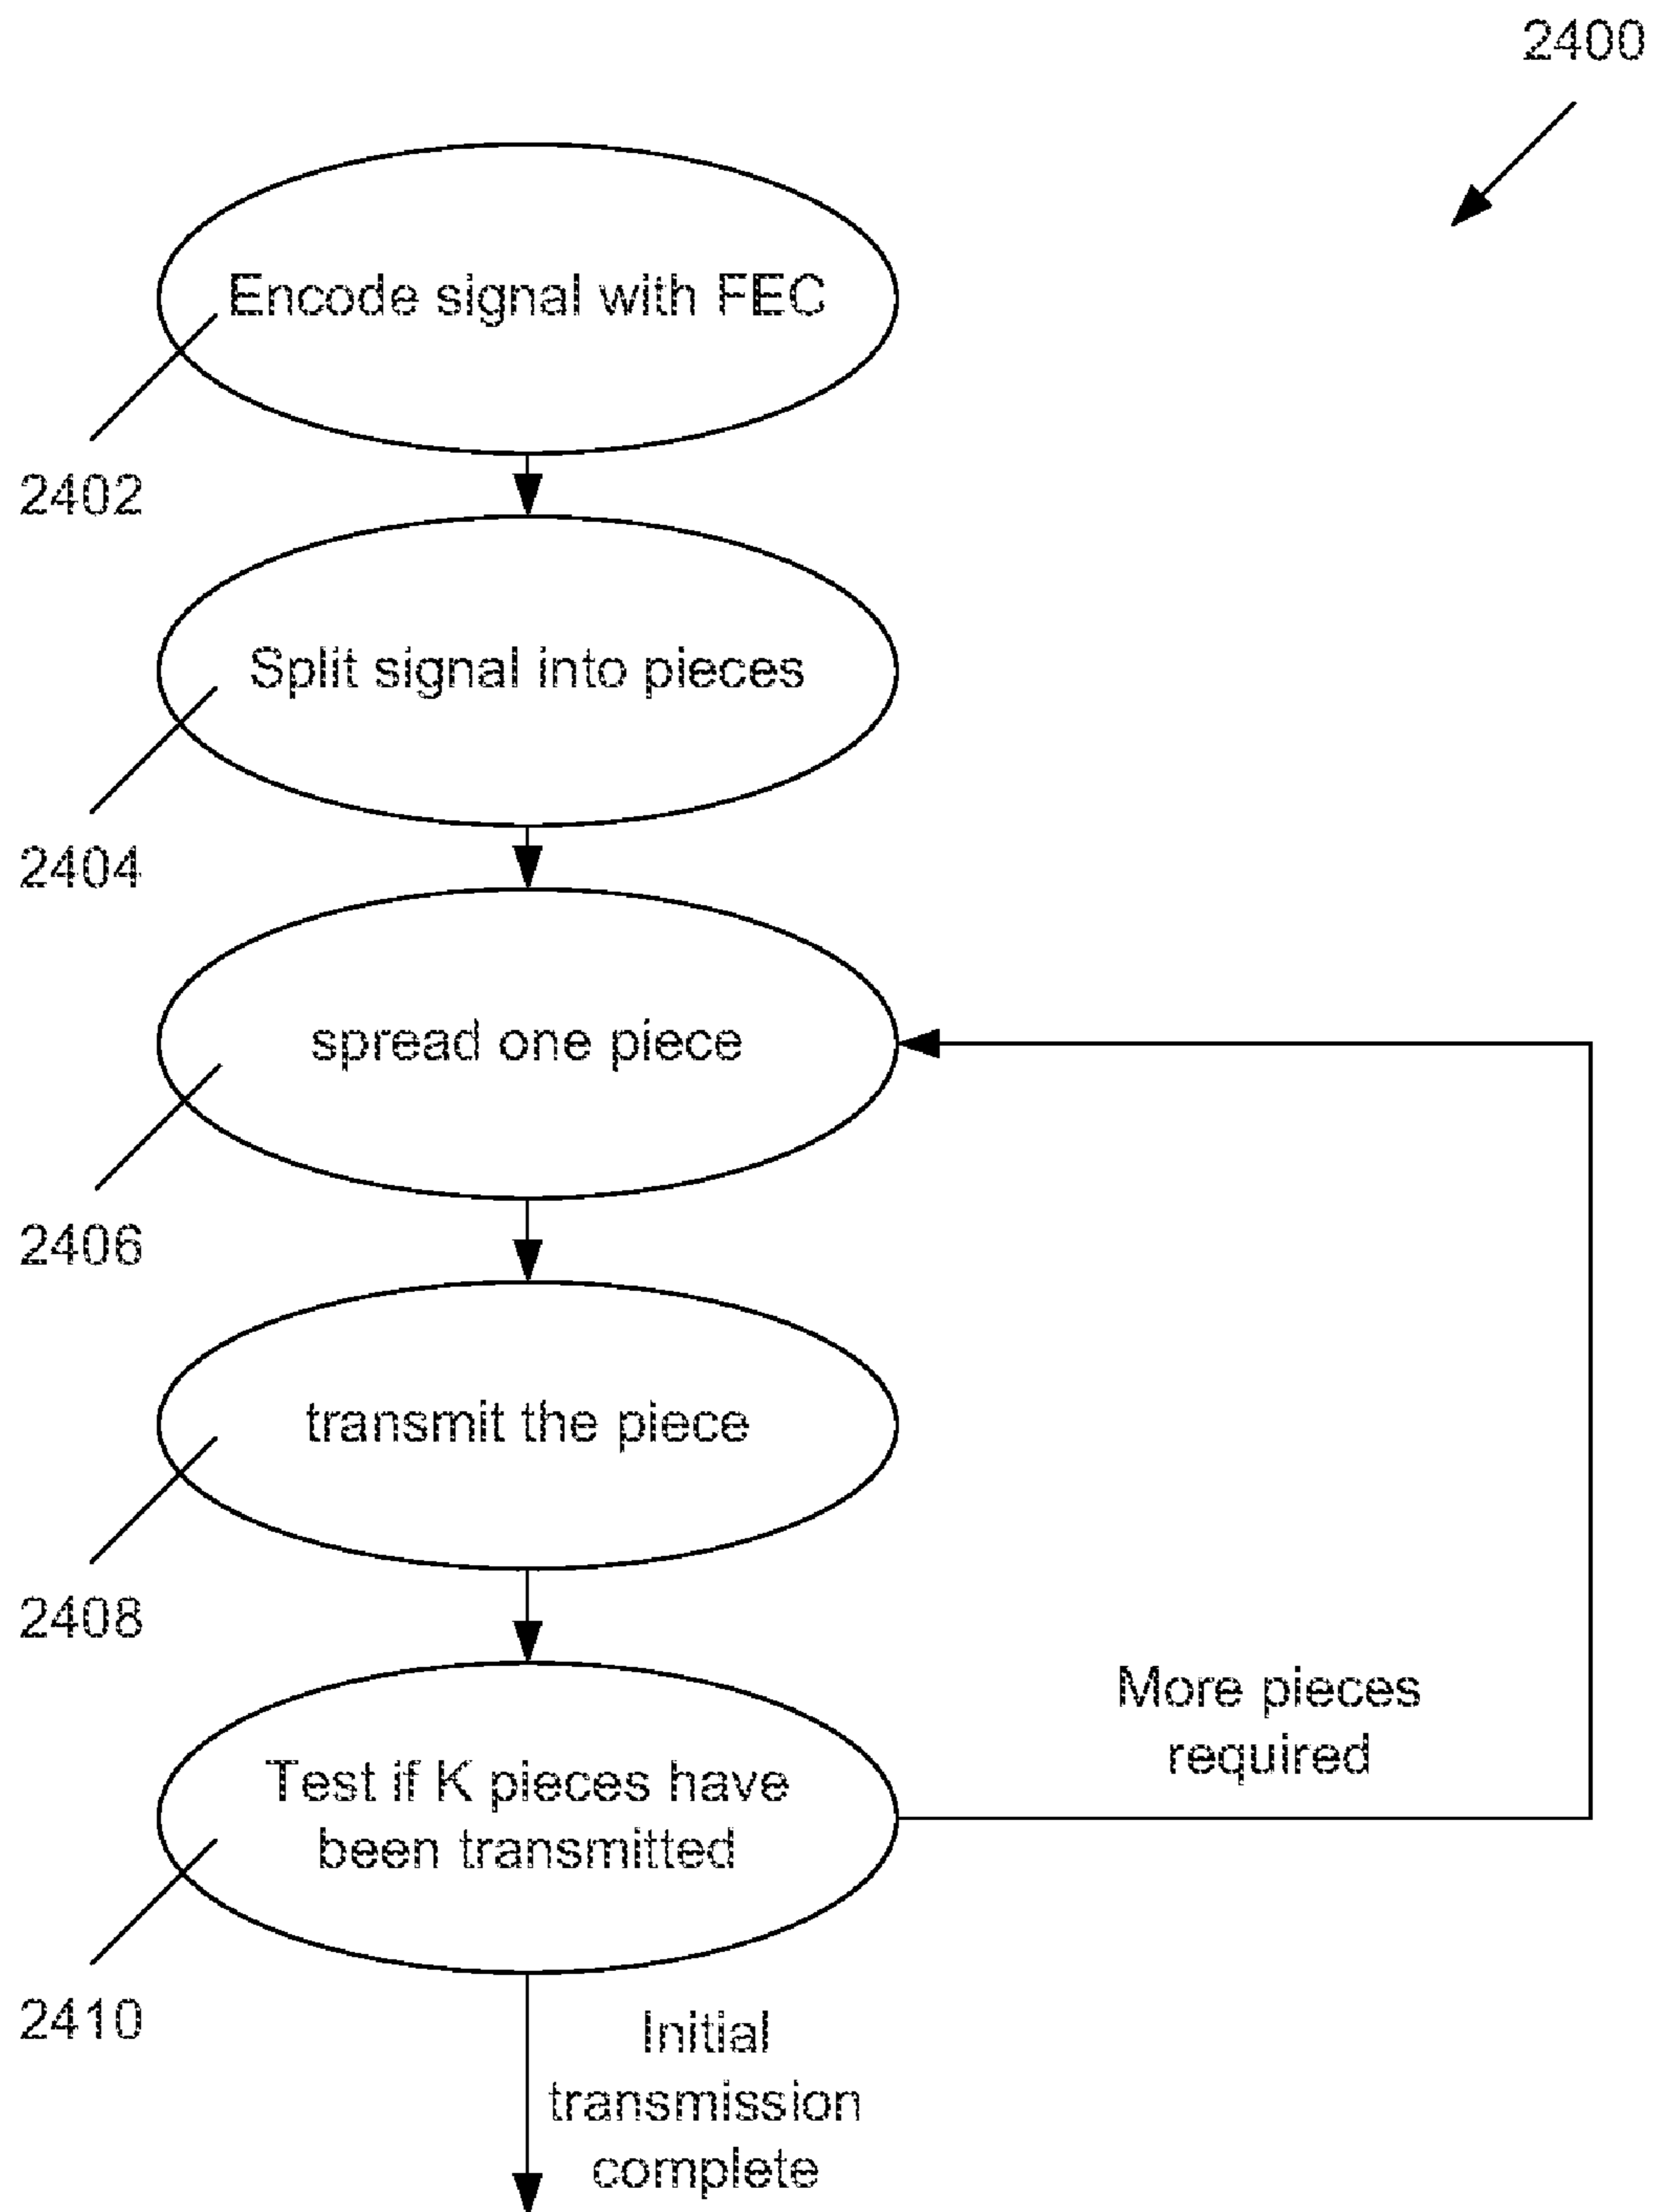 2400
Encode signal with FEC
2402
Split signal into pieces
2404
spread one piece
2406
transmit the piece
2408
More pieces
required
Test if K pieces have
been transmitted
2410
Initial
transmission
complete